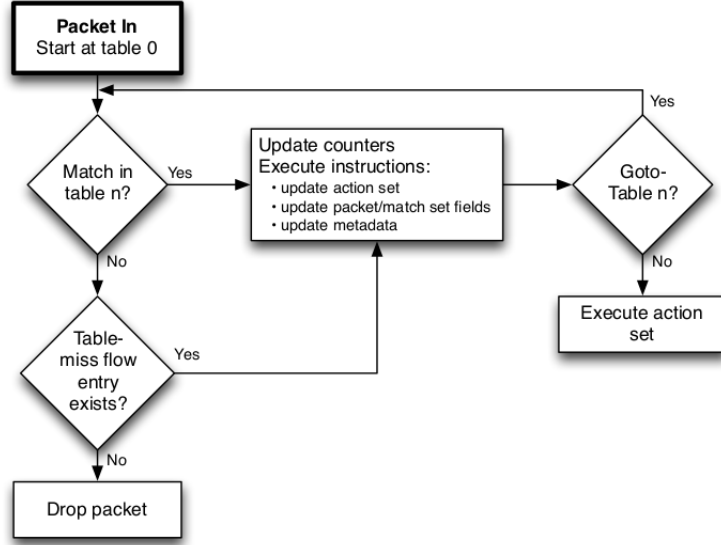 Packet In
Start at table 0
Yes
Match in
table n?
Yes
Update counters
Execute instructions:
• update action set
• update packet/match set fields
• update metadata
Goto-
Table n?
No
No
Table-
miss flow
entry
exists?
Yes
Execute action
set
No
Drop packet